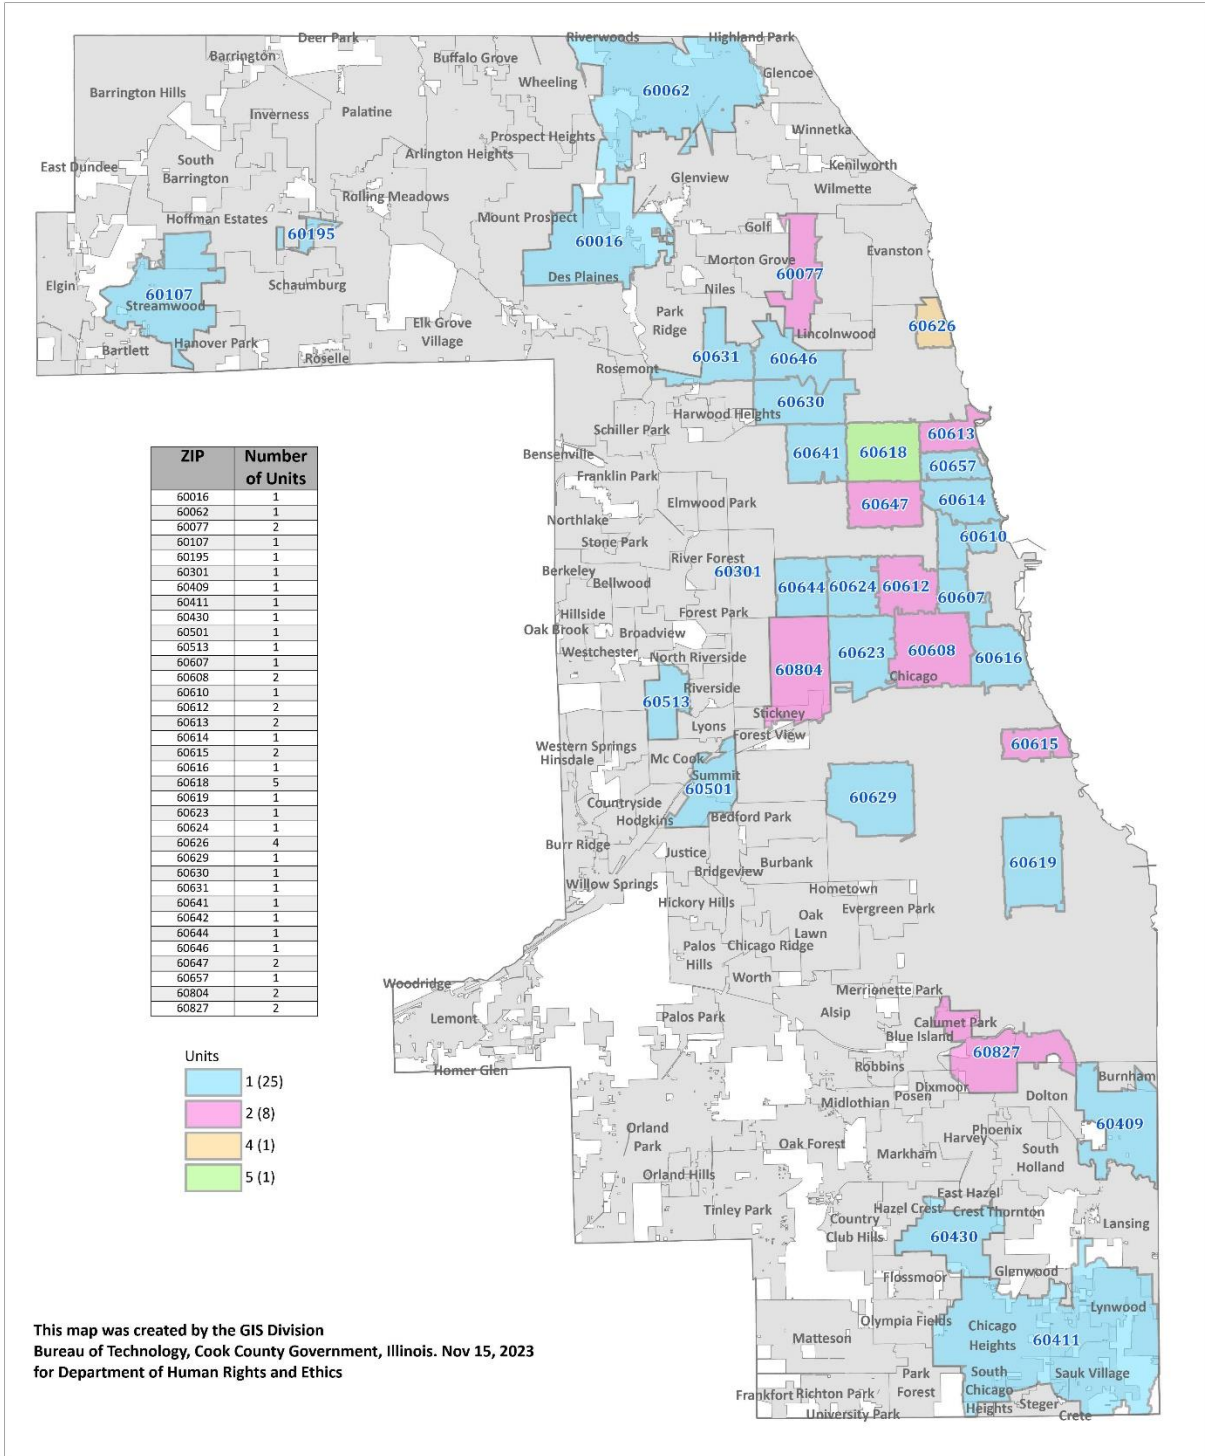 Deer Park
Riverwoods
Highland Park
Barrington
Buffalo Grove
Glencoe
Wheeling
60062
Barrington Hills
Inverness
Palatine
Winnetka
Prospect Heights
Arlington Heights
East Dundee
South
Barrington
Kenilworth
Glenview
Wilmette
Rolling Meadows
Hoffman Estates
Mount Prospect
60195
60016
Golf
Evanston
Morton Grove
60077
Elgin
60107
Schaumburg
Des Plaines
Niles
Streamwood
Park
Ridge
60626
Elk Grove
Village
Lincolnwood
Bartlett
Hanover Park
Roselle
60631
60646
Rosemont
60630
Harwood Heights
Schiller Park
60613
Bensenville
60641
60618
60657
Franklin Park
Elmwood Park
60647
60614
Northlake
60610
Stone Park
River Forest
Berkeley
60301
Bellwood
60644
60624
60612
60607
Hillside
Forest Park
Oak Brook
Broadview
Westchester
North Riverside
60804
60623
60608
60616
Chicago
Riverside
60513
Stickney
Lyons
Forest View
60615
Western Springs
Hinsdale
Mc Cook
Summit
60501
60629
Countryside
Hodgkins
Bedford Park
Burr Ridge
Justice
Bridgeview
Burbank
60619
Willow Springs
Hometown
Hickory Hills
Evergreen Park
Oak
Lawn
Palos
Hills
Chicago Ridge
Worth
Woodridge
Merrionette Park
Lemont
Palos Park
Alsip
Calumet Park
Blue Island
60827
Homer Glen
Robbins
Burnham
Dixmoor
Posen
Midlothian
Dolton
60409
Orland
Park
Oak Forest
Phoenix
Harvey
Markham
South
Holland
Orland Hills
East Hazel
Crest
Thornton
Hazel Crest
Tinley Park
Country
Club Hills
Lansing
60430
Flossmoor
Glenwood
Lynwood
Olympia Fields
Matteson
Chicago
Heights
60411
Sauk Village
Park
Forest
South
Chicago
Heights
Frankfort
Richton Park
Steger
University Park
Crete
ZIP Number of Units
60016 1
60062 1
60077 2
60107 1
60195 1
60301 1
60409 1
60411 1
60430 1
60501 1
60513 1
60607 1
60608 2
60610 1
60612 2
60613 2
60614 1
60615 2
60616 1
60618 5
60619 1
60623 1
60624 1
60626 4
60629 1
60630 1
60631 1
60641 1
60642 1
60644 1
60646 1
60647 2
60657 1
60804 2
60827 2
Units
1 (25)
2 (8)
4 (1)
5 (1)
This map was created by the GIS Division
Bureau of Technology, Cook County Government, Illinois. Nov 15, 2023
for Department of Human Rights and Ethics